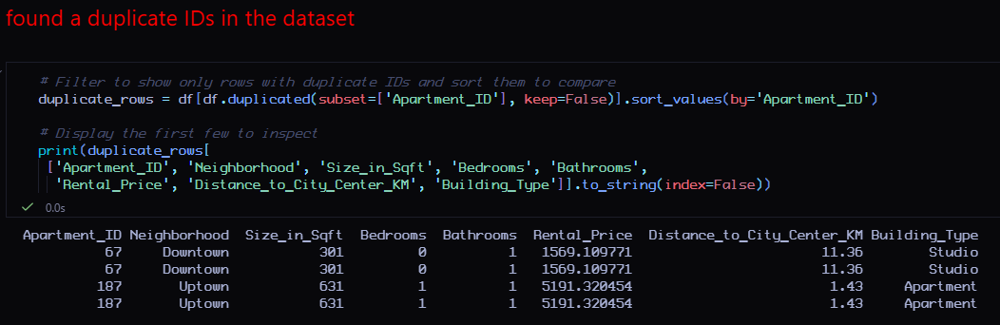 found a duplicate IDs in the dataset
# Filter to show only rows with duplicate IDs and sort them to compare
duplicate_rows = df[df.duplicated(subset=['Apartment_ID'], keep=False)].sort_values(by='Apartment_ID')
# Display the first few to inspect
print(duplicate_rows[
['Apartment_ID', 'Neighborhood', 'Size_in_Sqft', 'Bedrooms', 'Bathrooms',
'Rental_Price', 'Distance_to_City_Center_KM', 'Building_Type']].to_string(index=False))
0.0s
Apartment_ID Neighborhood Size_in_Sqft Bedrooms Bathrooms Rental_Price Distance_to_City_Center_KM Building_Type
67 Downtown 301 0 1 1569.109771 11.36 Studio
67 Downtown 301 0 1 1569.109771 11.36 Studio
187 Uptown 631 1 1 5191.320454 1.43 Apartment
187 Uptown 631 1 1 5191.320454 1.43 Apartment